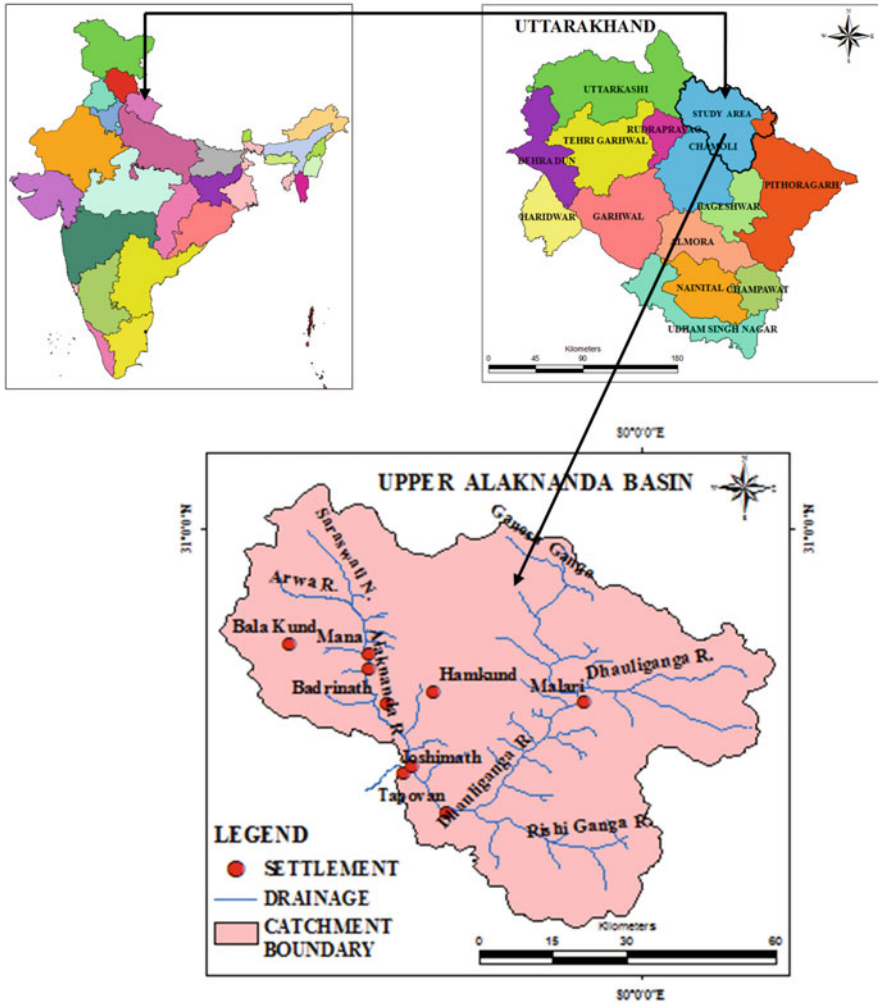 UTTARAKHAND
N
W
E
S
UTTARKASHI
STUDY AREA
RUDRAPRAYAG
TEHRI GARHWAL
CHAMOLI
DEHRA DUN
PITHORAGARH
HARIDWAR
GARHWAL
BAGESHWAR
ALMORA
NAINITAL
CHAMPAWAT
UDHAM SINGH NAGAR
Kilometers
0 45 90 180
80°0'0"E
UPPER ALAKNANDA BASIN
31°0'0"N
31°0'0"N
Saraswati N.
Ganesh Ganga
Arwa R.
Bala Kund
Mana
Alaknanda R.
Hamkund
Dhauliganga R.
Badrinath
Malari
Joshimath
Dhauliganga R.
Tapovan
Rishi Ganga R.
LEGEND
SETTLEMENT
DRAINAGE
CATCHMENT
BOUNDARY
Kilometers
0 15 30 60
80°0'0"E